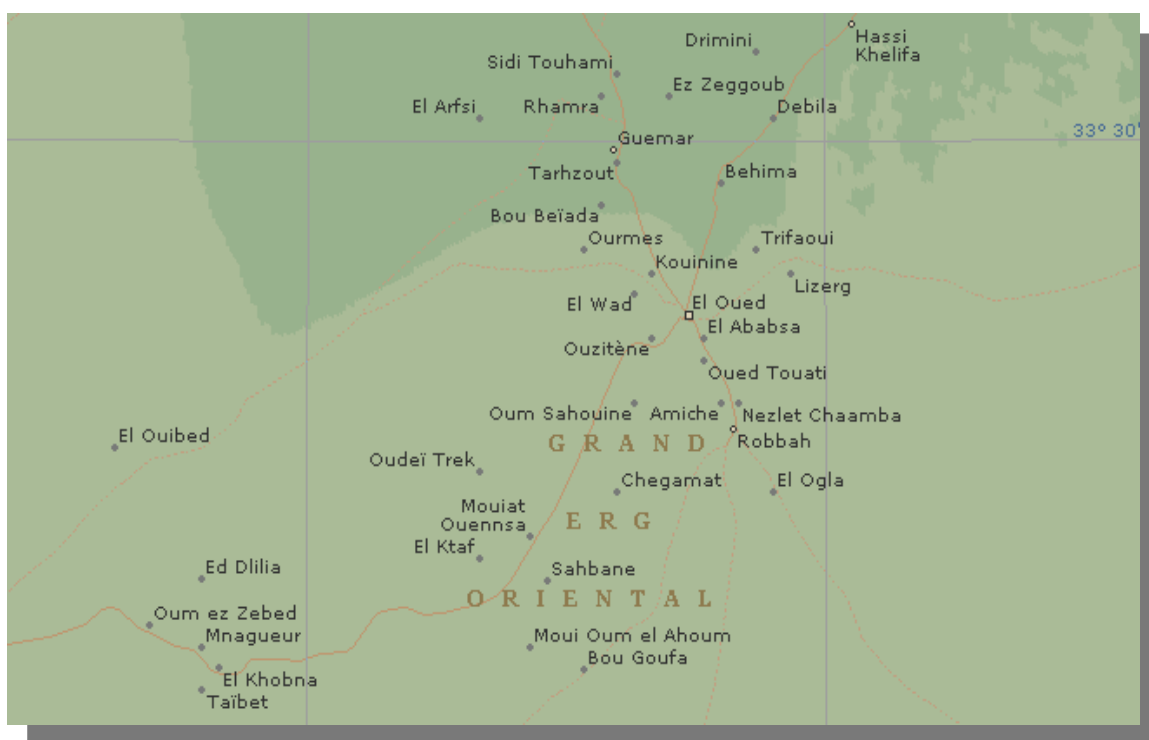 Hassi
Khelifa
Drimini
Sidi Touhami
Ez Zeggoub
El Arfsi
Rhamra
Debila
33° 30'
Guemar
Tarhzout
Behima
Bou Beïada
Ourmes
Trifaoui
Kouinine
Lizerg
El Wad
El Oued
El Ababsa
Ouzitène
Oued Touati
Oum Sahouine
Amiche
Nezlet Chaamba
El Ouibed
GRAND
Robbah
Oudeï Trek
Chegamat
El Ogla
Mouiat
Ouennsa
ERG
El Ktaf
Ed Dlilia
Sahbane
ORIENTAL
Oum ez Zebed
Mnagueur
Moui Oum el Ahoum
Bou Goufa
El Khobna
Taïbet